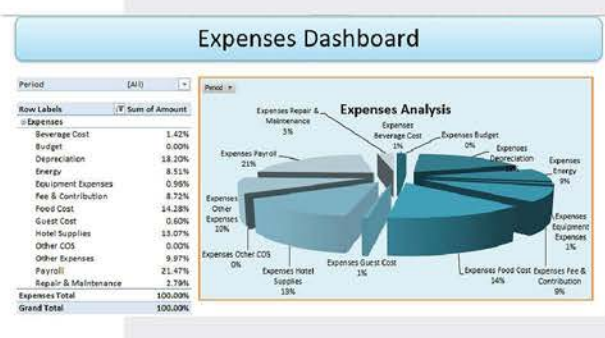 Expenses Dashboard
Period (All)
Row Labels Sum of Amount
Expenses
Beverage Cost 1.42%
Budget 0.00%
Depreciation 18.20%
Energy 8.51%
Equipment Expenses 0.96%
Fee & Contribution 8.72%
Food Cost 14.28%
Guest Cost 0.60%
Hotel Supplies 13.07%
Other COS 0.00%
Other Expenses 9.97%
Payroll 21.47%
Repair & Maintenance 2.79%
Expenses Total 100.00%
Grand Total 100.00%
Period
Expenses Analysis
Expenses Repair &
Maintenance
3%
Expenses
Beverage Cost
1%
Expenses Budget
0%
Expenses
Depreciation
Expenses
Energy
9%
Expenses
Equipment
Expenses
1%
Expenses Fee &
Contribution
9%
Expenses Food Cost
14%
Expenses Guest Cost
1%
Expenses Hotel
Supplies
13%
Expenses Other COS
0%
Expenses
Other
Expenses
10%
Expenses Payroll
21%